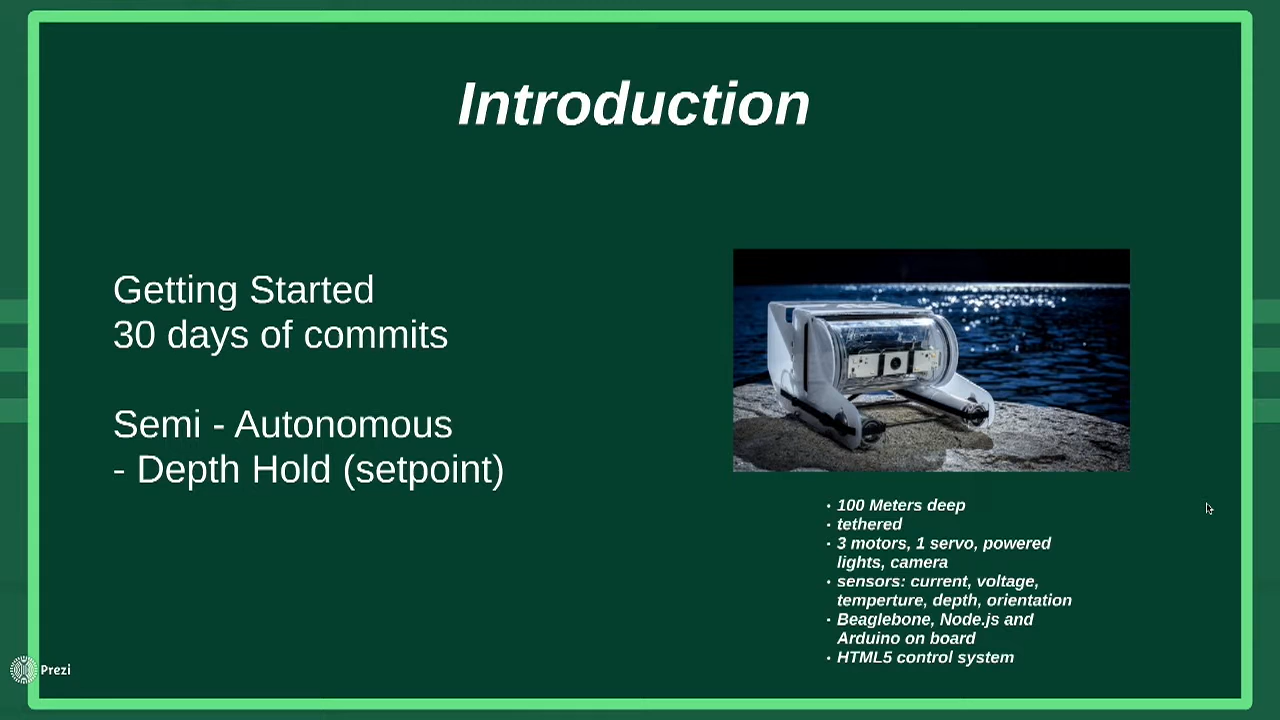 Introduction
Getting Started
30 days of commits
Semi - Autonomous
- Depth Hold (setpoint)
• 100 Meters deep
• tethered
• 3 motors, 1 servo, powered
lights, camera
• sensors: current, voltage,
temperture, depth, orientation
• Beaglebone, Node.js and
Arduino on board
• HTML5 control system
Prezi